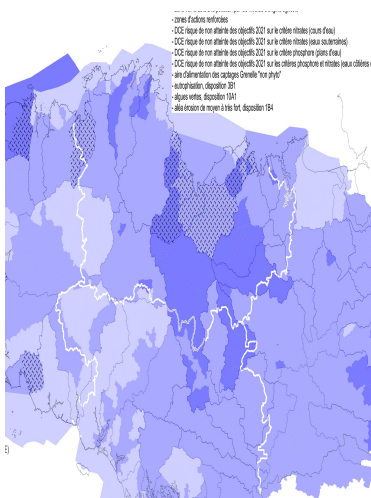 - zones d'actions renforcées
- DCE risque de non atteinte des objectifs 2021 sur le critère nitrates (cours d'eau)
- DCE risque de non atteinte des objectifs 2021 sur le critère nitrates (eaux souterraines)
- DCE risque de non atteinte des objectifs 2021 sur le critère phosphore (plans d'eau)
- DCE risque de non atteinte des objectifs 2021 sur les critères phosphore et nitrates (eaux côtières
- aire d'alimentation des captages Grenelle "non phyto"
- eutrophisation, disposition 3B1
- algues vertes, disposition 10A1
- aléa érosion de moyen à très fort, disposition 1B4
E)